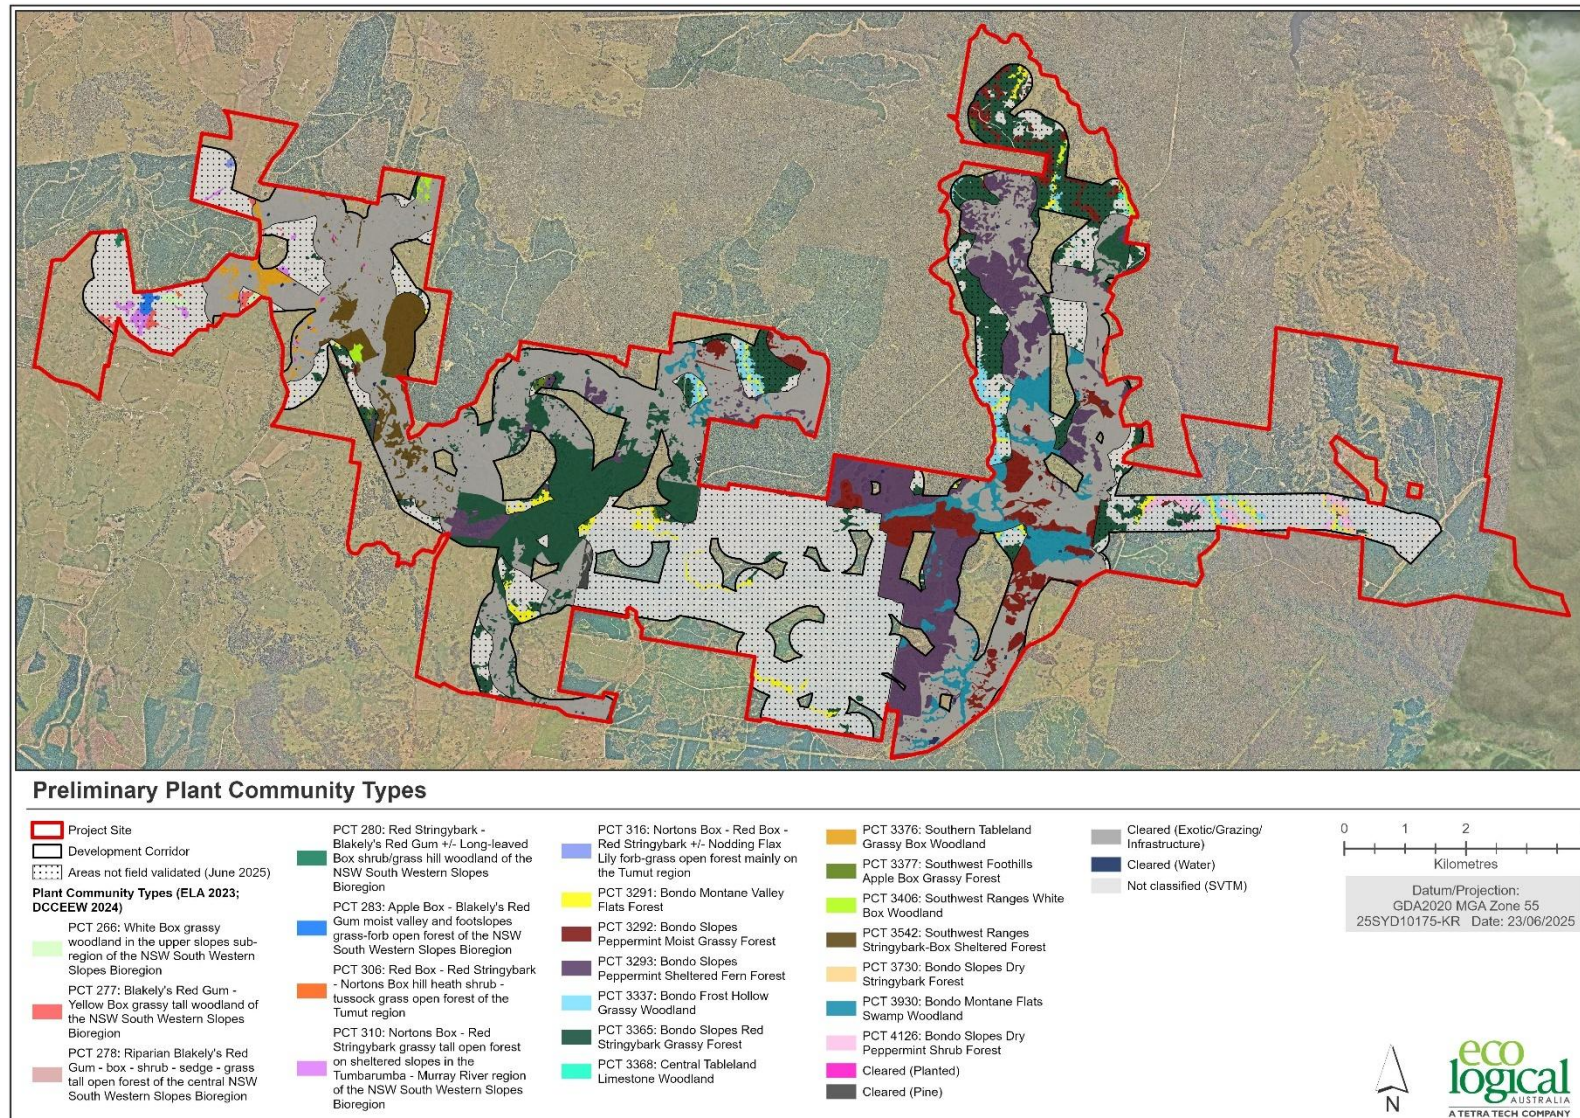 Preliminary Plant Community Types
Project Site
Development Corridor
Areas not field validated (June 2025)
Plant Community Types (ELA 2023;
DCCEEW 2024)
PCT 266: White Box grassy
woodland in the upper slopes sub-
region of the NSW South Western
Slopes Bioregion
PCT 277: Blakely's Red Gum -
Yellow Box grassy tall woodland of
the NSW South Western Slopes
Bioregion
PCT 278: Riparian Blakely's Red
Gum - box - shrub - sedge - grass
tall open forest of the central NSW
South Western Slopes Bioregion
PCT 280: Red Stringybark -
Blakely's Red Gum +/- Long-leaved
Box shrub/grass hill woodland of the
NSW South Western Slopes
Bioregion
PCT 283: Apple Box - Blakely's Red
Gum moist valley and footslopes
grass-forb open forest of the NSW
South Western Slopes Bioregion
PCT 306: Red Box - Red Stringybark
- Nortons Box hill heath shrub -
tussock grass open forest of the
Tumut region
PCT 310: Nortons Box - Red
Stringybark grassy tall open forest
on sheltered slopes in the
Tumbarumba - Murray River region
of the NSW South Western Slopes
Bioregion
PCT 316: Nortons Box - Red Box -
Red Stringybark +/- Nodding Flax
Lily forb-grass open forest mainly on
the Tumut region
PCT 3291: Bondo Montane Valley
Flats Forest
PCT 3292: Bondo Slopes
Peppermint Moist Grassy Forest
PCT 3293: Bondo Slopes
Peppermint Sheltered Fern Forest
PCT 3337: Bondo Frost Hollow
Grassy Woodland
PCT 3365: Bondo Slopes Red
Stringybark Grassy Forest
PCT 3368: Central Tableland
Limestone Woodland
PCT 3376: Southern Tableland
Grassy Box Woodland
PCT 3377: Southwest Foothills
Apple Box Grassy Forest
PCT 3406: Southwest Ranges White
Box Woodland
PCT 3542: Southwest Ranges
Stringybark-Box Sheltered Forest
PCT 3730: Bondo Slopes Dry
Stringybark Forest
PCT 3930: Bondo Montane Flats
Swamp Woodland
PCT 4126: Bondo Slopes Dry
Peppermint Shrub Forest
Cleared (Planted)
Cleared (Pine)
Cleared (Exotic/Grazing/
Infrastructure)
Cleared (Water)
Not classified (SVTM)
0 1 2
Kilometres
Datum/Projection:
GDA2020 MGA Zone 55
25SYD10175-KR Date: 23/06/2025
N
eco
logical
AUSTRALIA
A TETRA TECH COMPANY